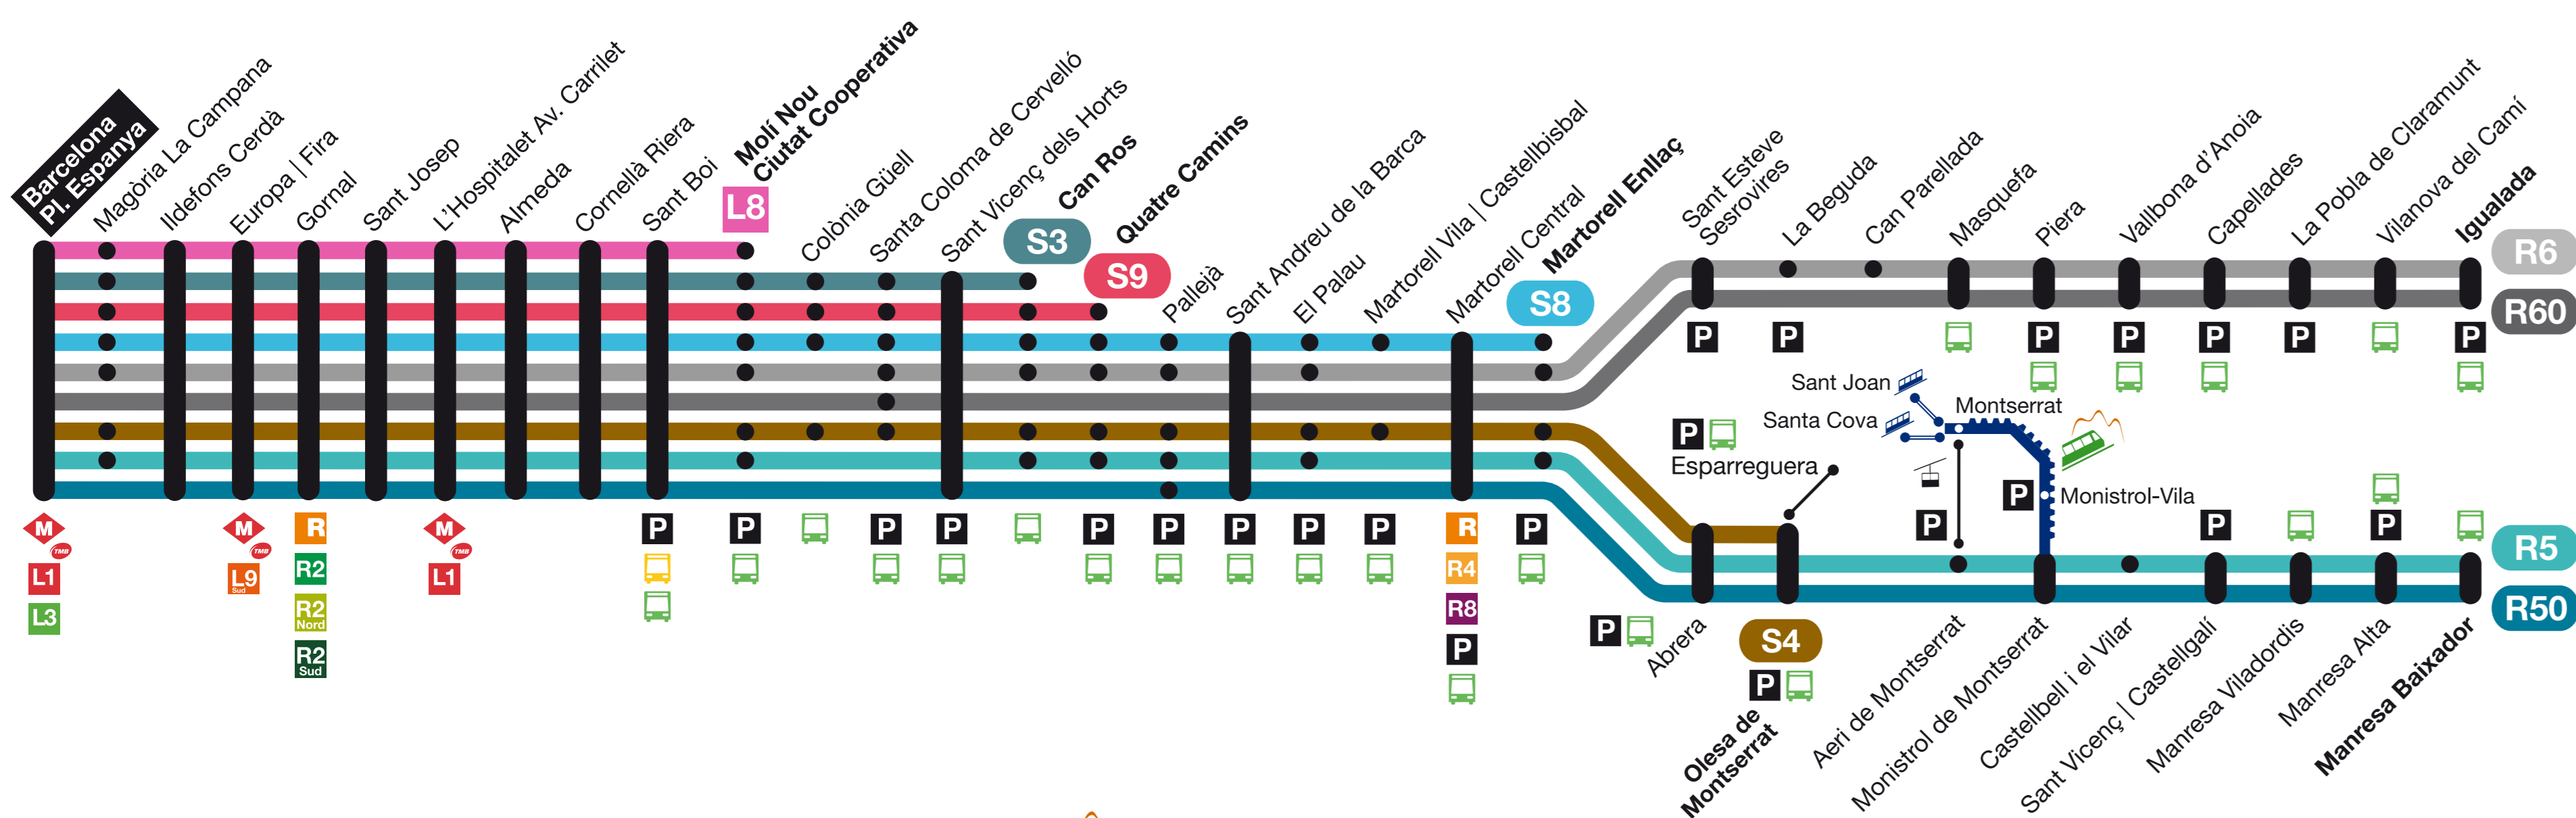 Barcelona
Pl. Espanya
Magòria La Campana
Ildefons Cerdà
Europa | Fira
Gornal
Sant Josep
L'Hospitalet Av. Carrilet
Almeda
Cornellà Riera
Sant Boi
Molí Nou
Ciutat Cooperativa
L8
Colònia Güell
Santa Coloma de Cervelló
Sant Vicenç dels Horts
Can Ros
S3
Quatre Camins
S9
Pallejà
Sant Andreu de la Barca
El Palau
Martorell Vila | Castellbisbal
Martorell Central
Martorell Enllaç
S8
Sant Esteve
Sesrovires
La Beguda
Can Parellada
Masquefa
Piera
Vallbona d'Anoia
Capellades
La Pobla de Claramunt
Vilanova del Camí
Igualada
R6
R60
P
P
P
P
P
P
P
Sant Joan
Santa Cova
Montserrat
P
Esparreguera
P
P
Monistrol-Vila
P
P
R5
R50
M
TMB
L1
L3
M
TMB
L9
Sud
R
R2
R2
Nord
R2
Sud
M
TMB
L1
P
P
P
P
P
P
P
P
P
R
R4
R8
P
P
P
Abrera
S4
P
Olesa de
Montserrat
Aeri de Montserrat
Monistrol de Montserrat
Castellbell i el Vilar
Sant Vicenç | Castellgalí
Manresa Viladordis
Manresa Alta
Manresa Baixador